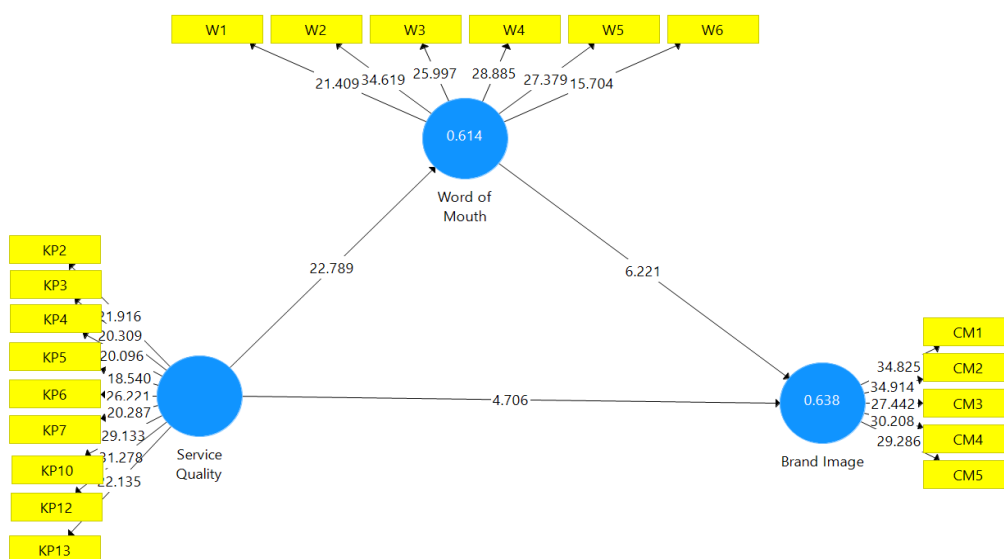 W1
W2
W3
W4
W5
W6
21.409
34.619
25.997
28.885
27.379
15.704
0.614
Word of
Mouth
22.789
6.221
4.706
KP2
KP3
KP4
KP5
KP6
KP7
KP10
KP12
KP13
21.916
20.309
20.096
18.540
26.221
20.287
29.133
31.278
22.135
Service
Quality
0.638
Brand Image
34.825
34.914
27.442
30.208
29.286
CM1
CM2
CM3
CM4
CM5